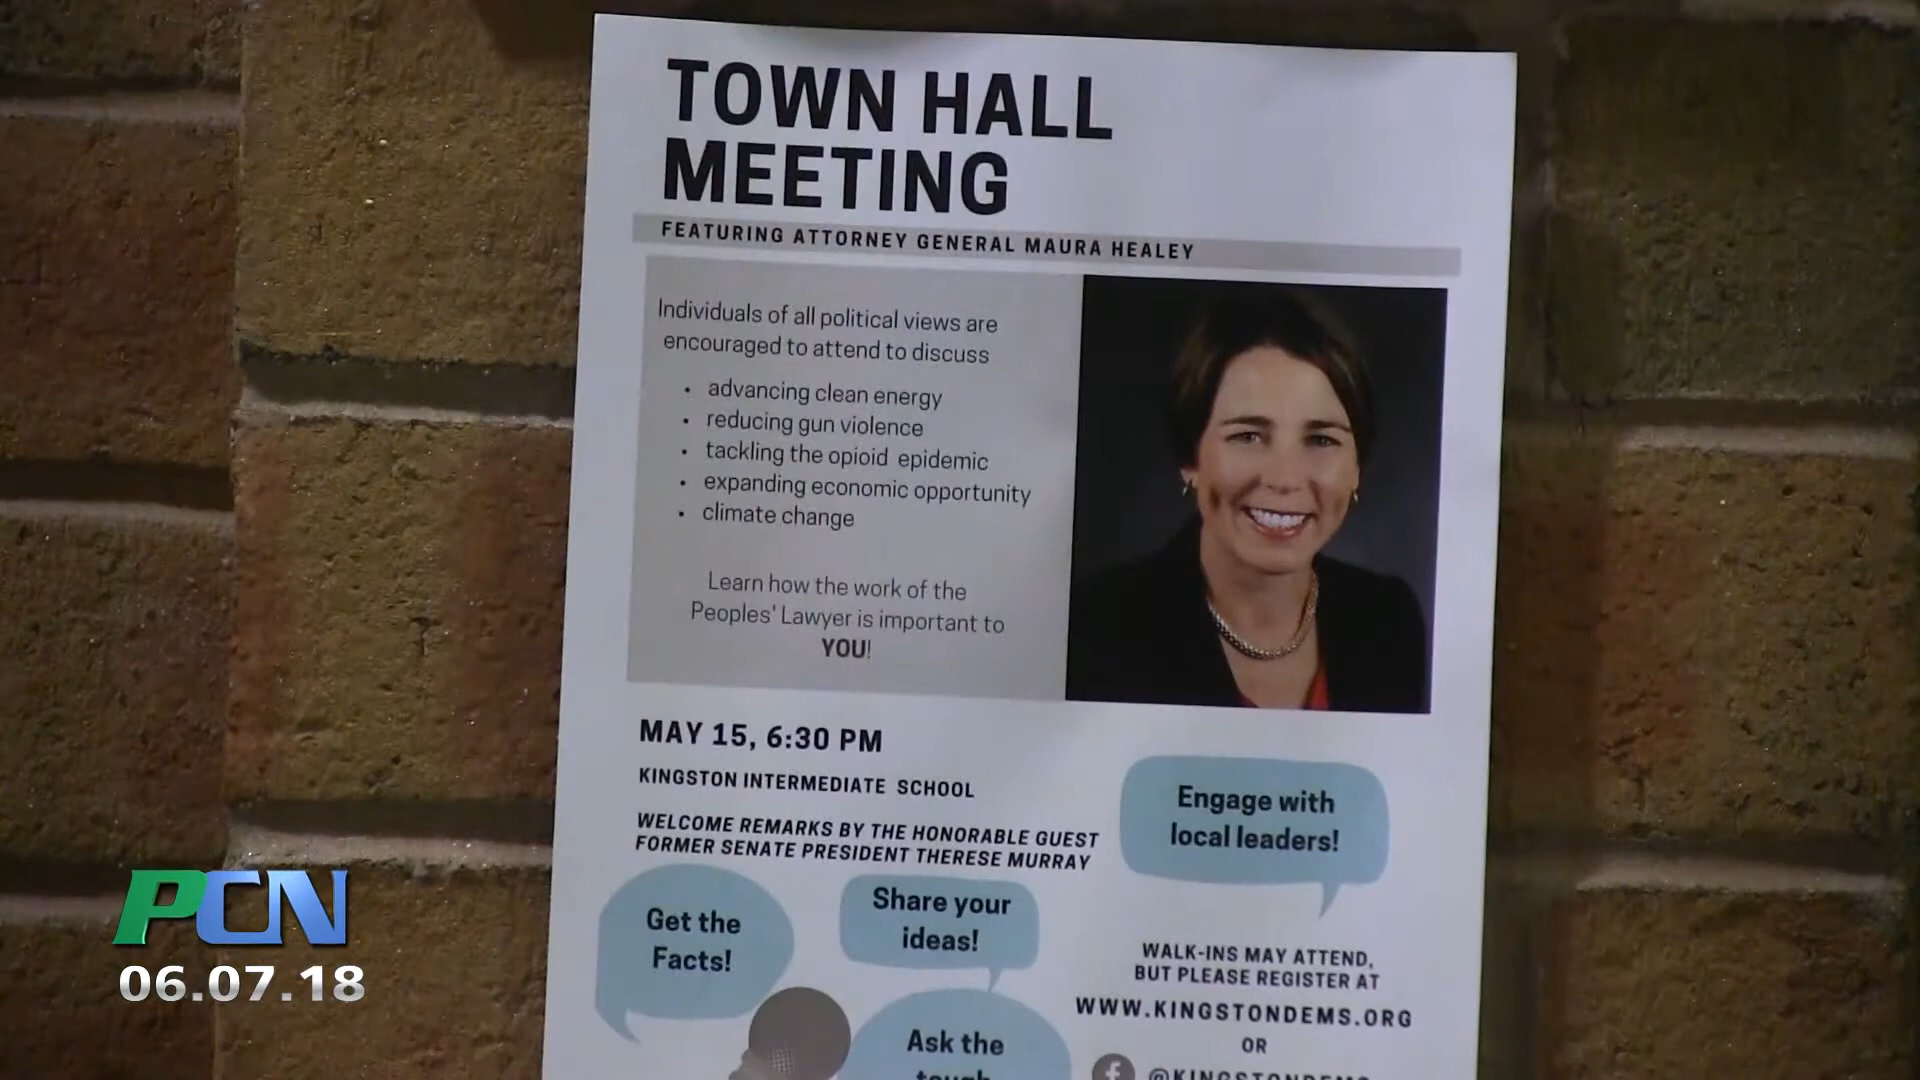 TOWN HALL
MEETING
FEATURING ATTORNEY GENERAL MAURA HEALEY
Individuals of all political views are
encouraged to attend to discuss
• advancing clean energy
• reducing gun violence
• tackling the opioid epidemic
• expanding economic opportunity
• climate change
Learn how the work of the
Peoples' Lawyer is important to
YOU!
MAY 15, 6:30 PM
KINGSTON INTERMEDIATE SCHOOL
WELCOME REMARKS BY THE HONORABLE GUEST
FORMER SENATE PRESIDENT THERESE MURRAY
Engage with
local leaders!
Get the
Facts!
Share your
ideas!
Ask the
tough
WALK-INS MAY ATTEND,
BUT PLEASE REGISTER AT
WWW.KINGSTONDEMS.ORG
OR
@KINGSTONDEMS
PCN
06.07.18